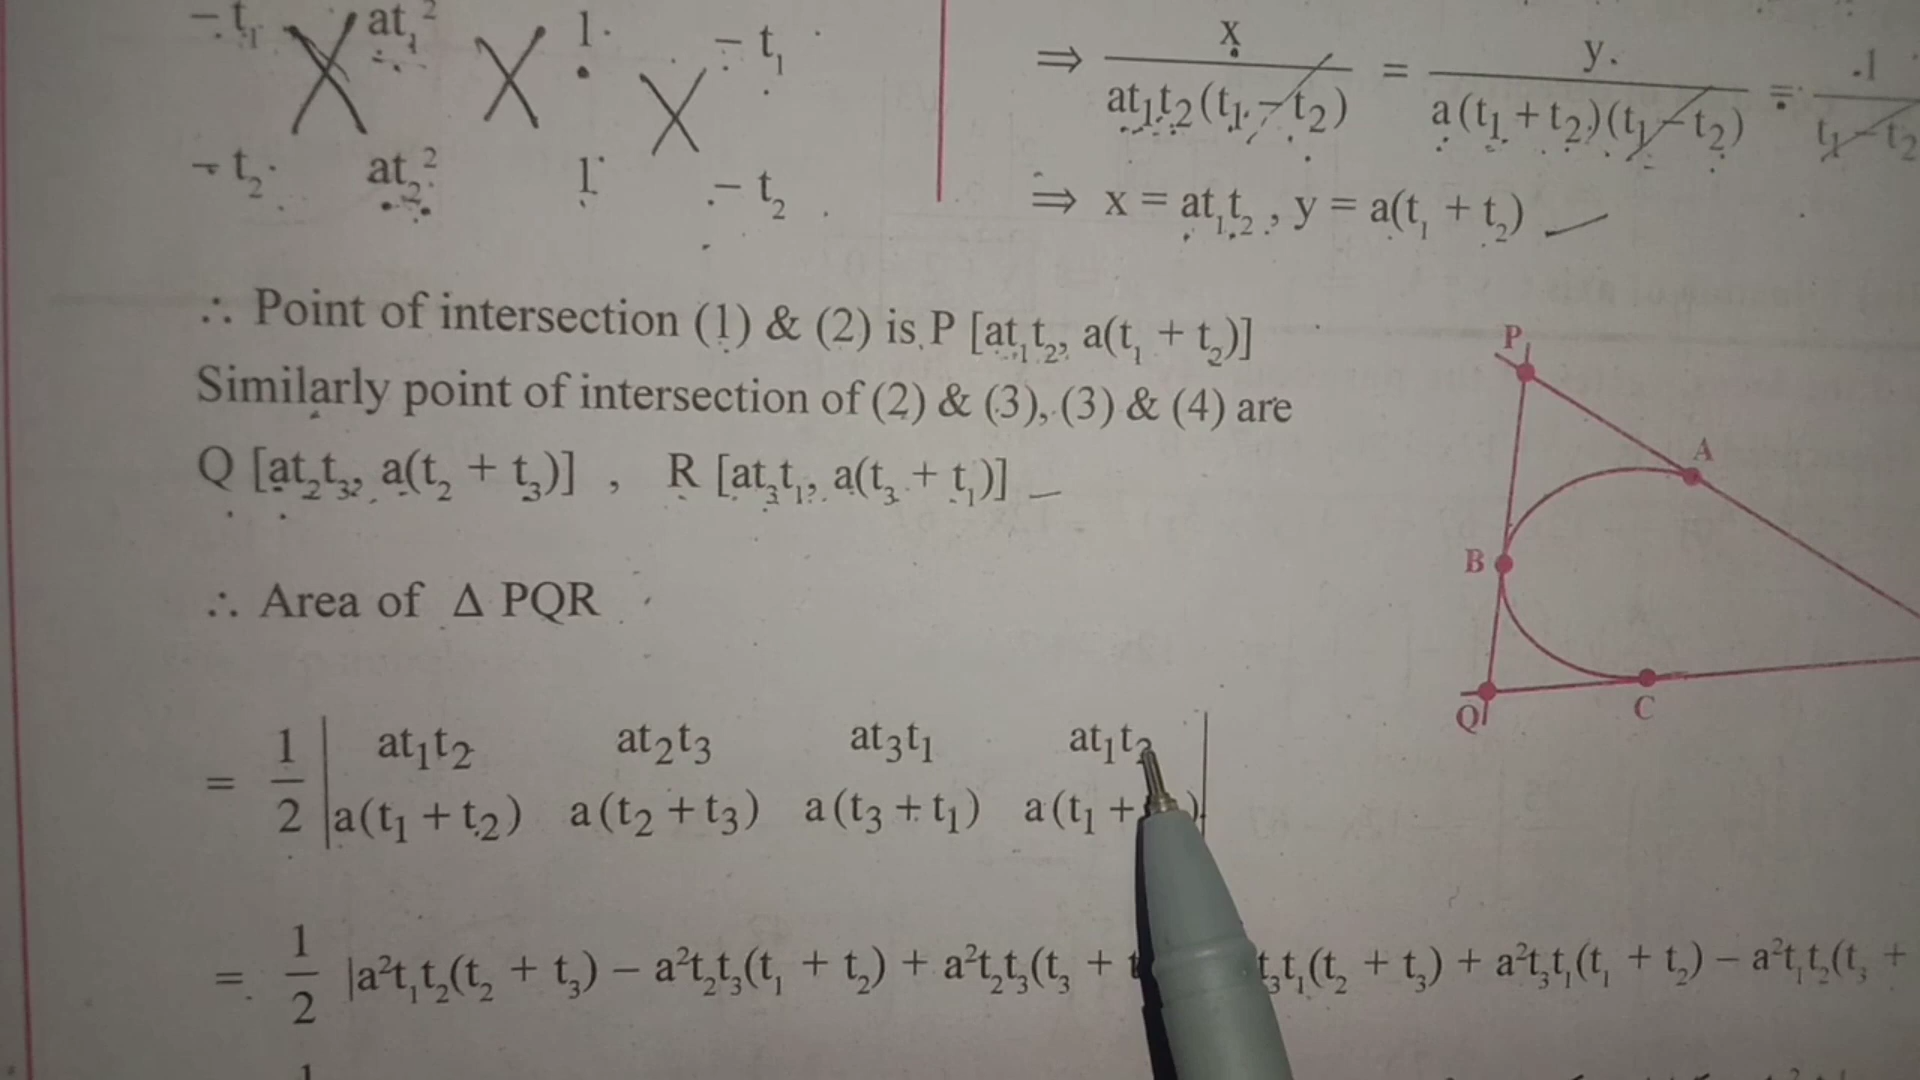 − t₁ at₁² 1 − t₁
− t₂ at₂² 1 − t₂
⇒ x / at₁t₂(t₁ − t₂) = y / a(t₁ + t₂)(t₁ − t₂) = 1 / t₁ − t₂
⇒ x = at₁t₂ , y = a(t₁ + t₂)
∴ Point of intersection (1) & (2) is P [at₁t₂, a(t₁ + t₂)]
Similarly point of intersection of (2) & (3), (3) & (4) are
Q [at₂t₃, a(t₂ + t₃)] , R [at₃t₁, a(t₃ + t₁)]
P
A
B
C
Q
∴ Area of Δ PQR
= 1/2 | at₁t₂ at₂t₃ at₃t₁ at₁t₂
a(t₁ + t₂) a(t₂ + t₃) a(t₃ + t₁) a(t₁ + ) |
= 1/2 |a²t₁t₂(t₂ + t₃) − a²t₂t₃(t₁ + t₂) + a²t₂t₃(t₃ + t₃t₁(t₂ + t₃) + a²t₃t₁(t₁ + t₂) − a²t₁t₂(t₃ +